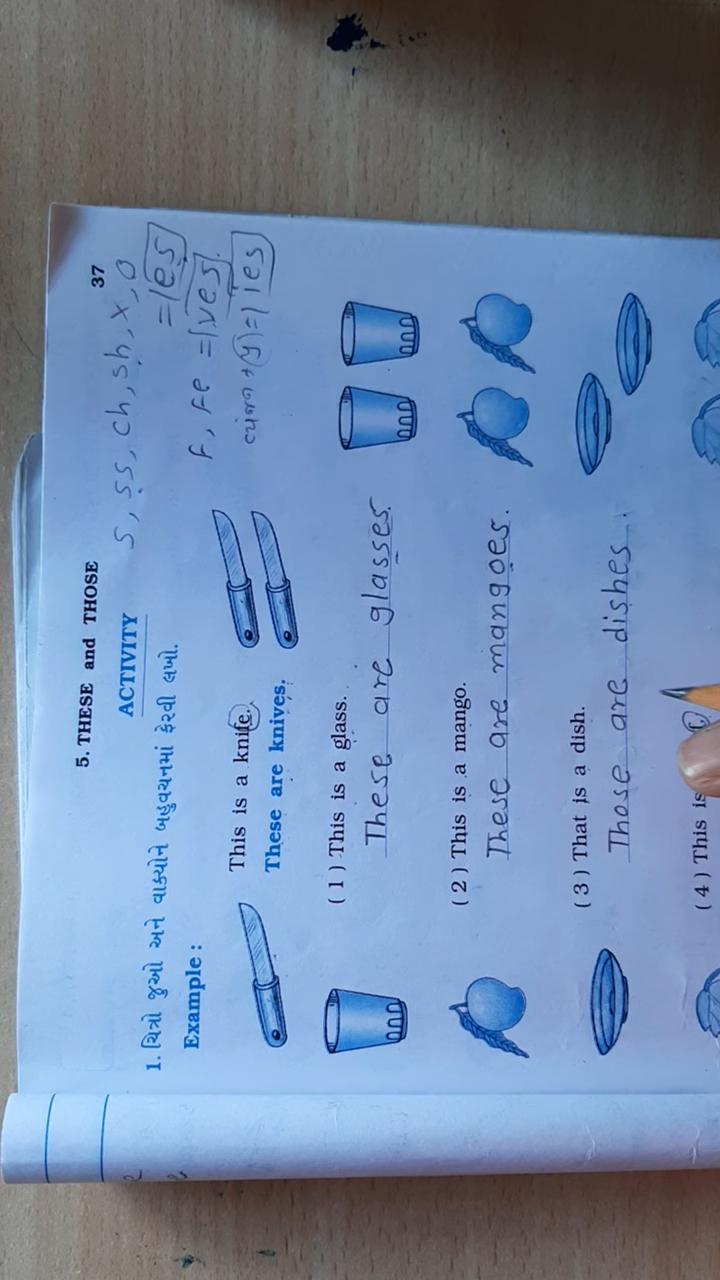 37
5. THESE and THOSE
s, ss, ch, sh, x, o
= es
ACTIVITY
F, Fe = ves
1. ચિત્રો જુઓ અને વાક્યોને બહુવચનમાં ફેરવી લખો.
વ્યંજન + y = ies
Example :
This is a knife.
These are knives.
(1) This is a glass.
These are glasses.
(2) This is a mango.
These are mangoes.
(3) That is a dish.
Those are dishes.
(4) This is